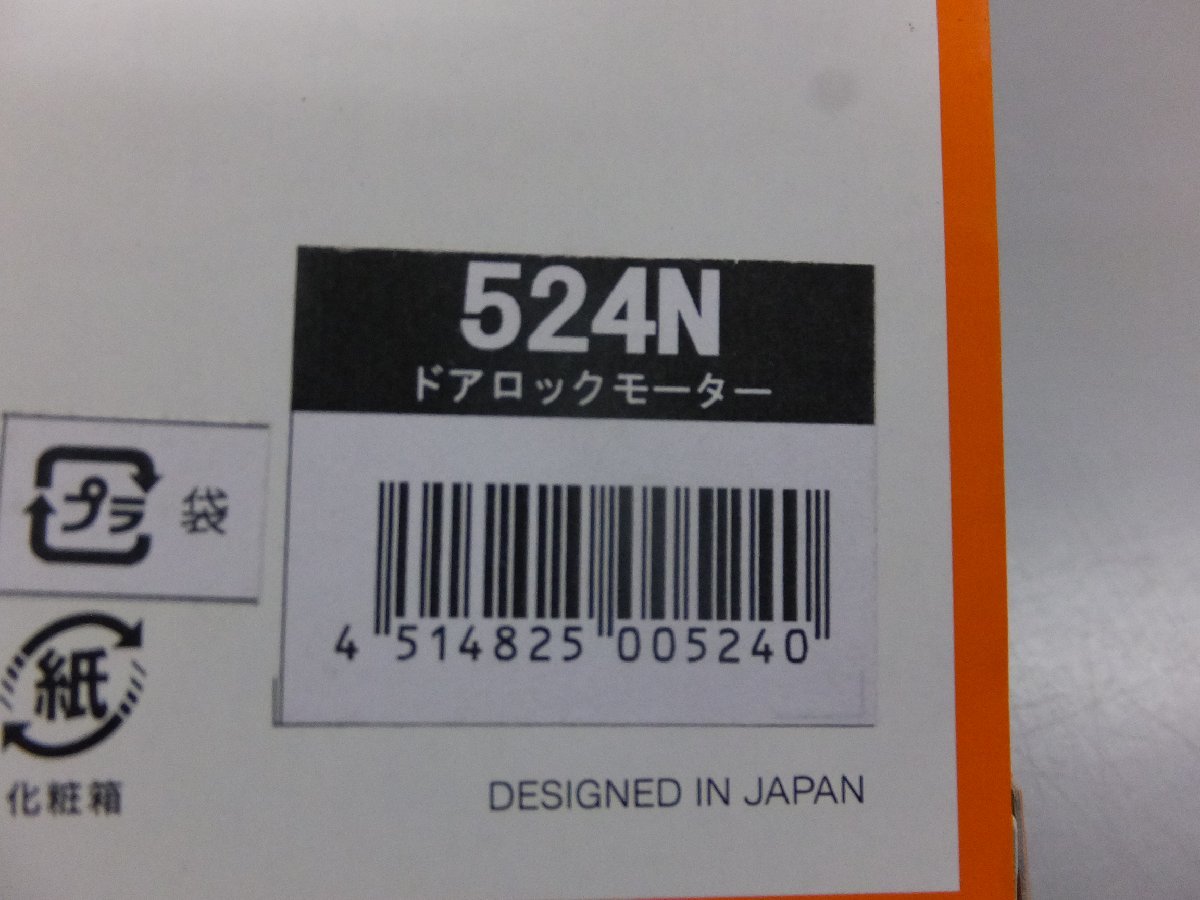 524N
ドアロックモーター
プラ 袋
4 514825 005240
紙
化粧箱
DESIGNED IN JAPAN